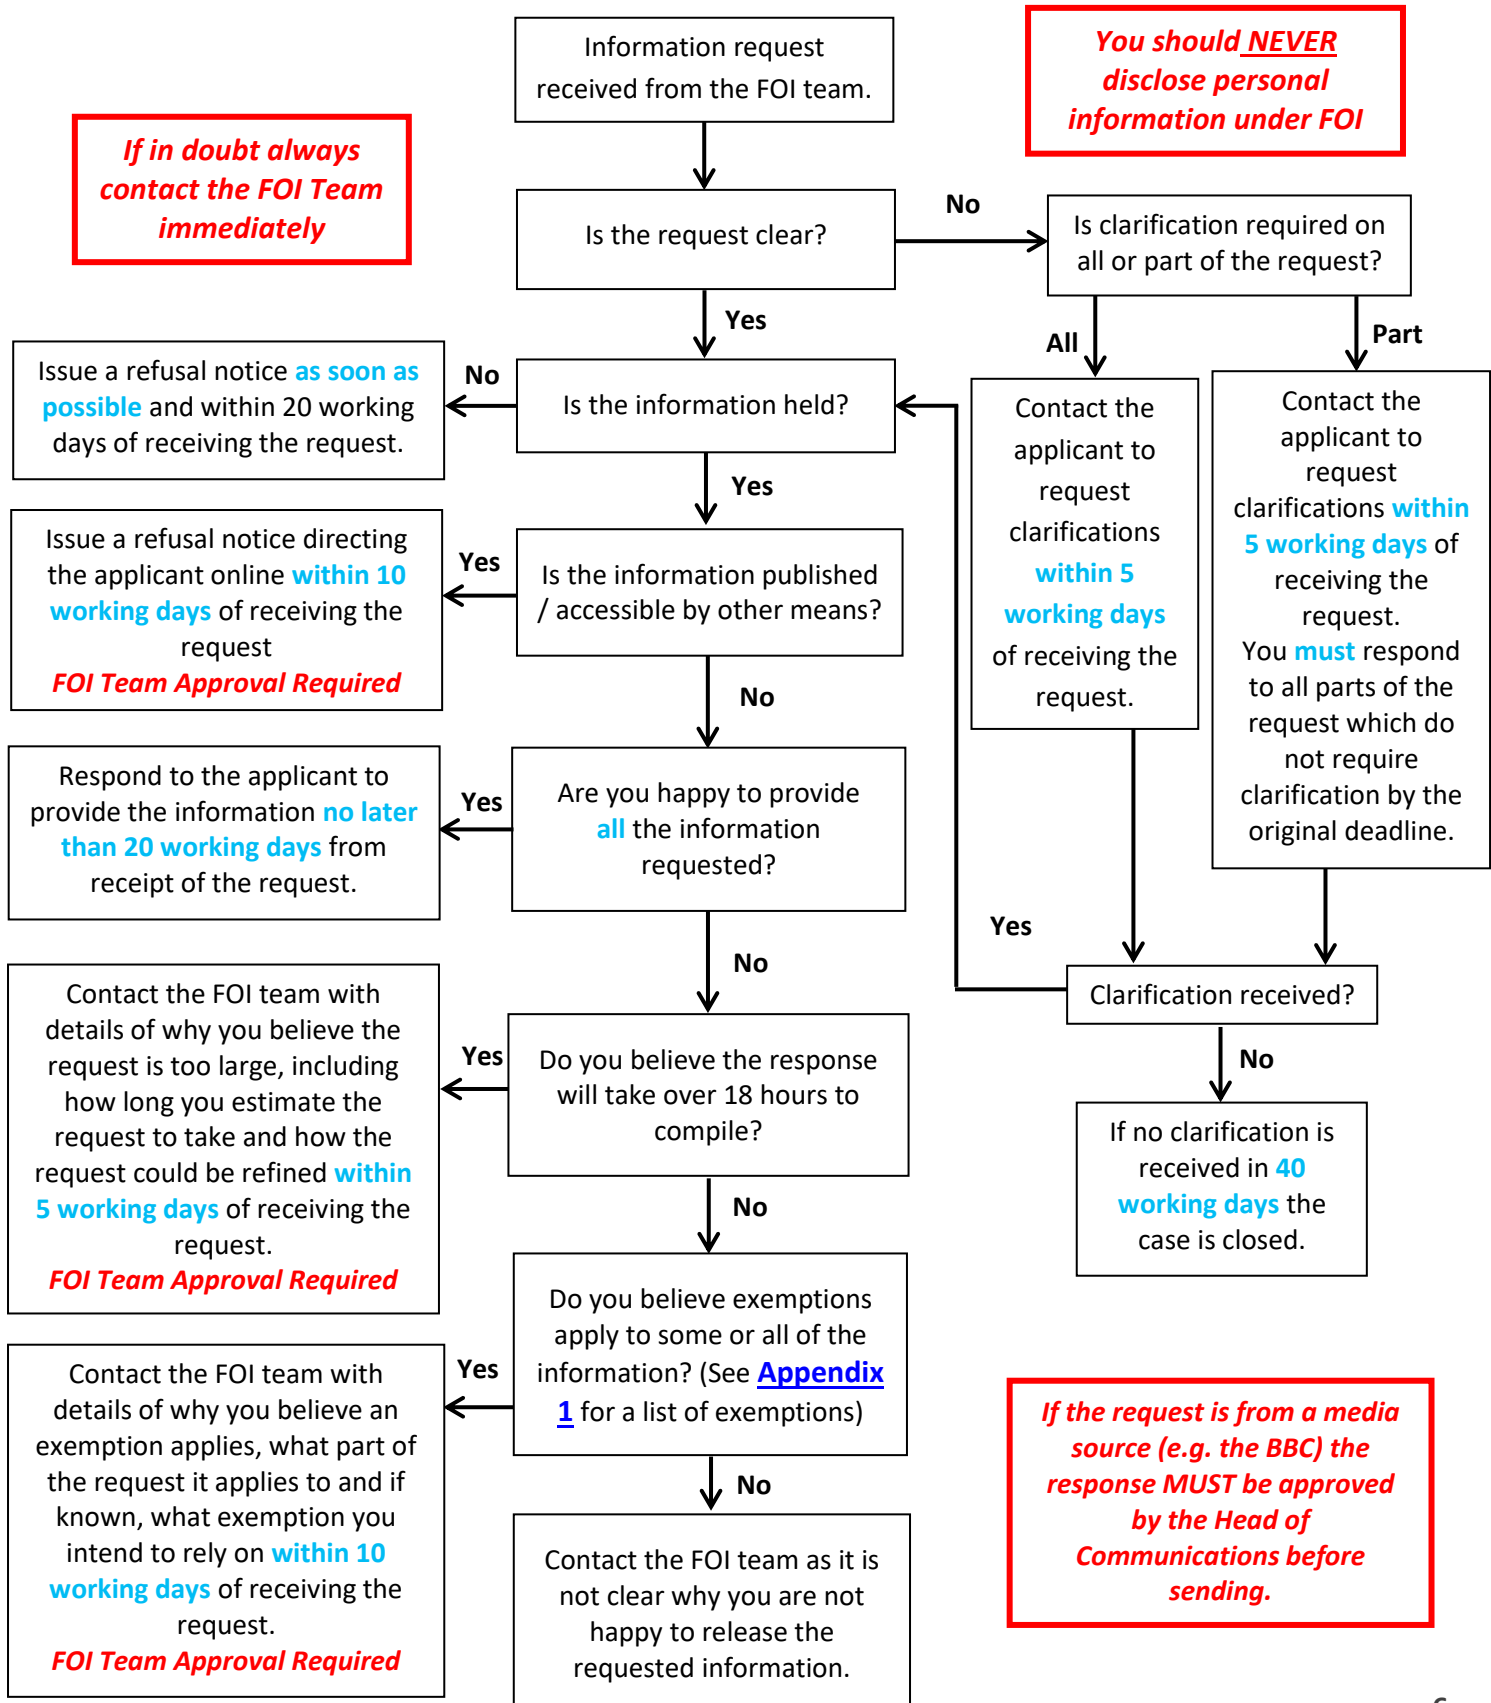 Information request
received from the FOI team.
You should NEVER
disclose personal
information under FOI
If in doubt always
contact the FOI Team
immediately
Is the request clear?
No
Is clarification required on
all or part of the request?
Yes
All
Part
Issue a refusal notice as soon as
possible and within 20 working
days of receiving the request.
No
Is the information held?
Contact the
applicant to
request
clarifications
within 5
working days
of receiving the
request.
Contact the
applicant to
request
clarifications within
5 working days of
receiving the
request.
You must respond
to all parts of the
request which do
not require
clarification by the
original deadline.
Yes
Issue a refusal notice directing
the applicant online within 10
working days of receiving the
request
FOI Team Approval Required
Yes
Is the information published
/ accessible by other means?
No
Respond to the applicant to
provide the information no later
than 20 working days from
receipt of the request.
Yes
Are you happy to provide
all the information
requested?
Yes
No
Clarification received?
Contact the FOI team with
details of why you believe the
request is too large, including
how long you estimate the
request to take and how the
request could be refined within
5 working days of receiving the
request.
FOI Team Approval Required
Yes
Do you believe the response
will take over 18 hours to
compile?
No
If no clarification is
received in 40
working days the
case is closed.
No
Do you believe exemptions
apply to some or all of the
information? (See Appendix
1 for a list of exemptions)
Yes
Contact the FOI team with
details of why you believe an
exemption applies, what part of
the request it applies to and if
known, what exemption you
intend to rely on within 10
working days of receiving the
request.
FOI Team Approval Required
No
Contact the FOI team as it is
not clear why you are not
happy to release the
requested information.
If the request is from a media
source (e.g. the BBC) the
response MUST be approved
by the Head of
Communications before
sending.